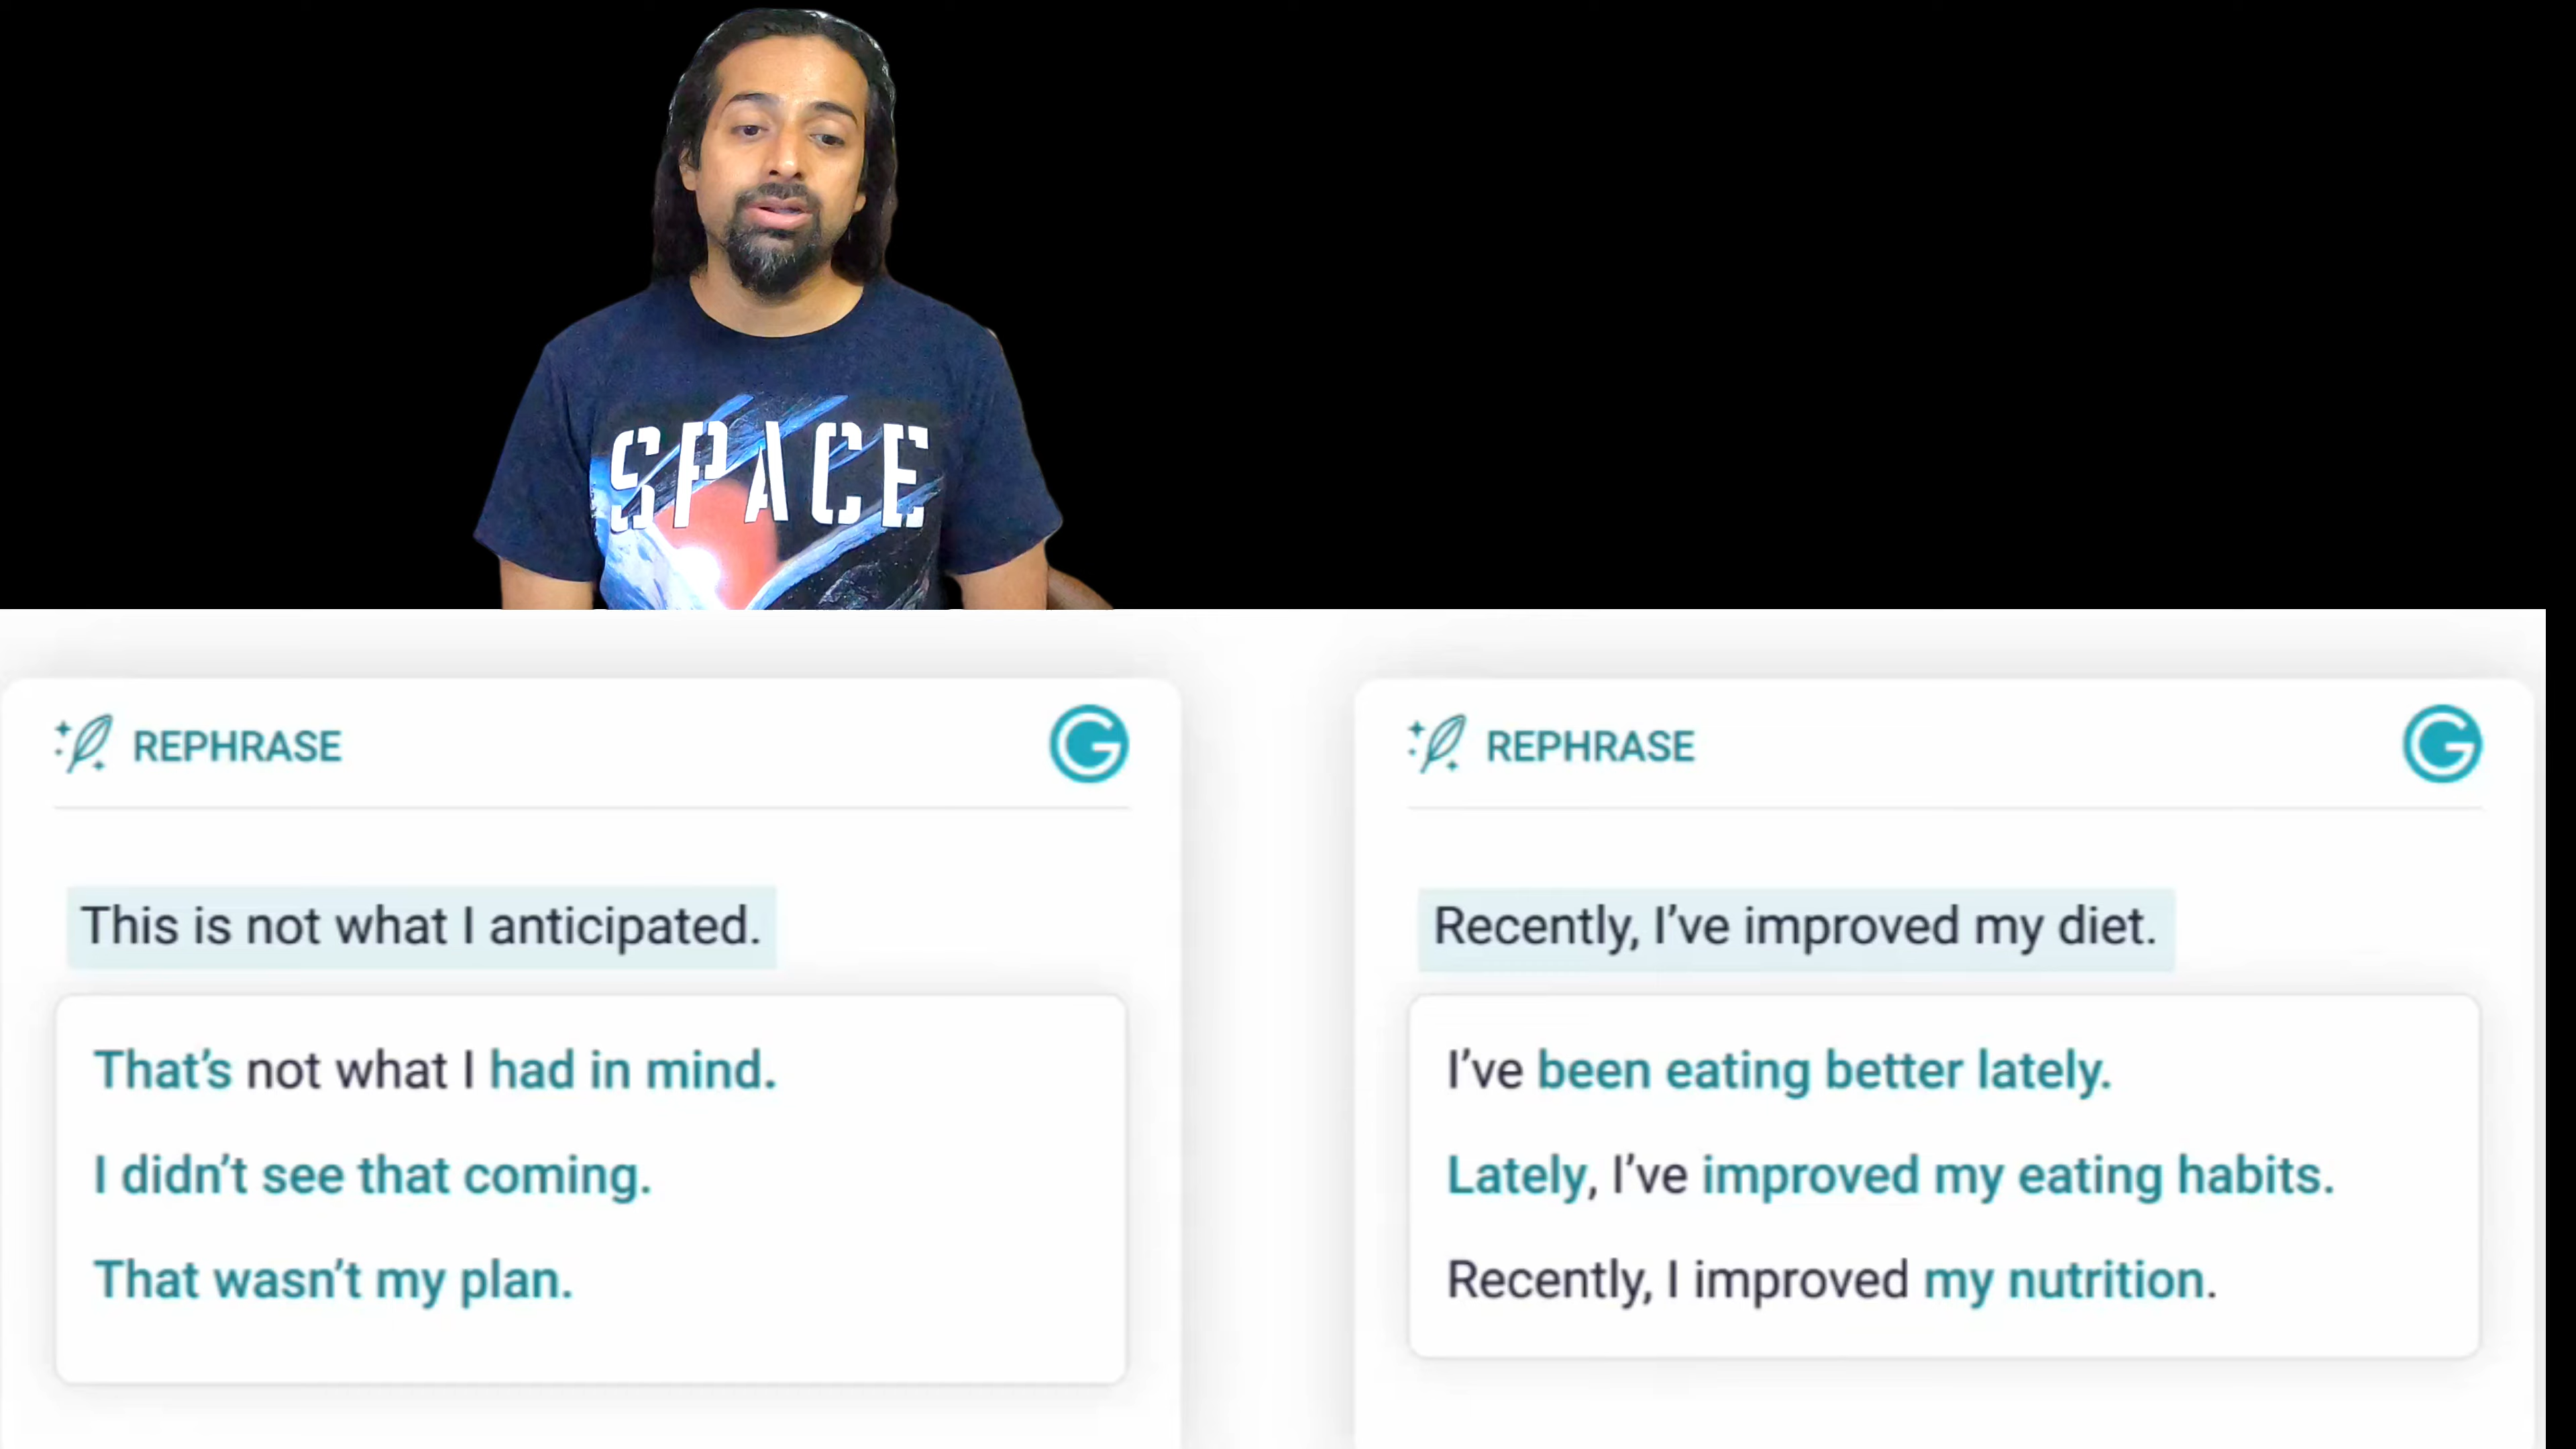 SPACE
REPHRASE
This is not what I anticipated.
That’s not what I had in mind.
I didn’t see that coming.
That wasn’t my plan.
REPHRASE
Recently, I’ve improved my diet.
I’ve been eating better lately.
Lately, I’ve improved my eating habits.
Recently, I improved my nutrition.